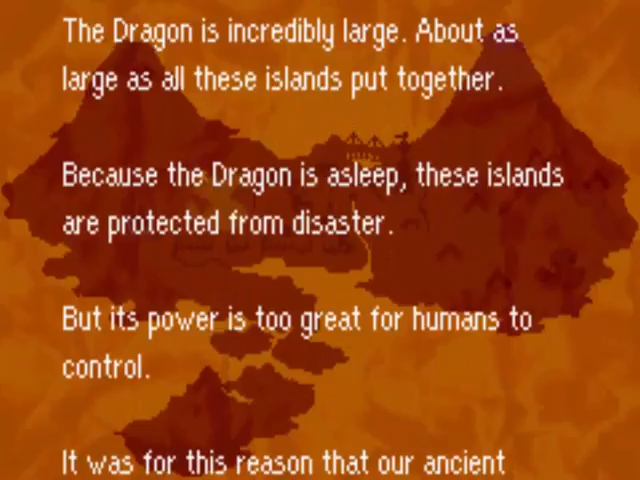 The Dragon is incredibly large. About as
large as all these islands put together.
Because the Dragon is asleep, these islands
are protected from disaster.
But its power is too great for humans to
control.
It was for this reason that our ancient